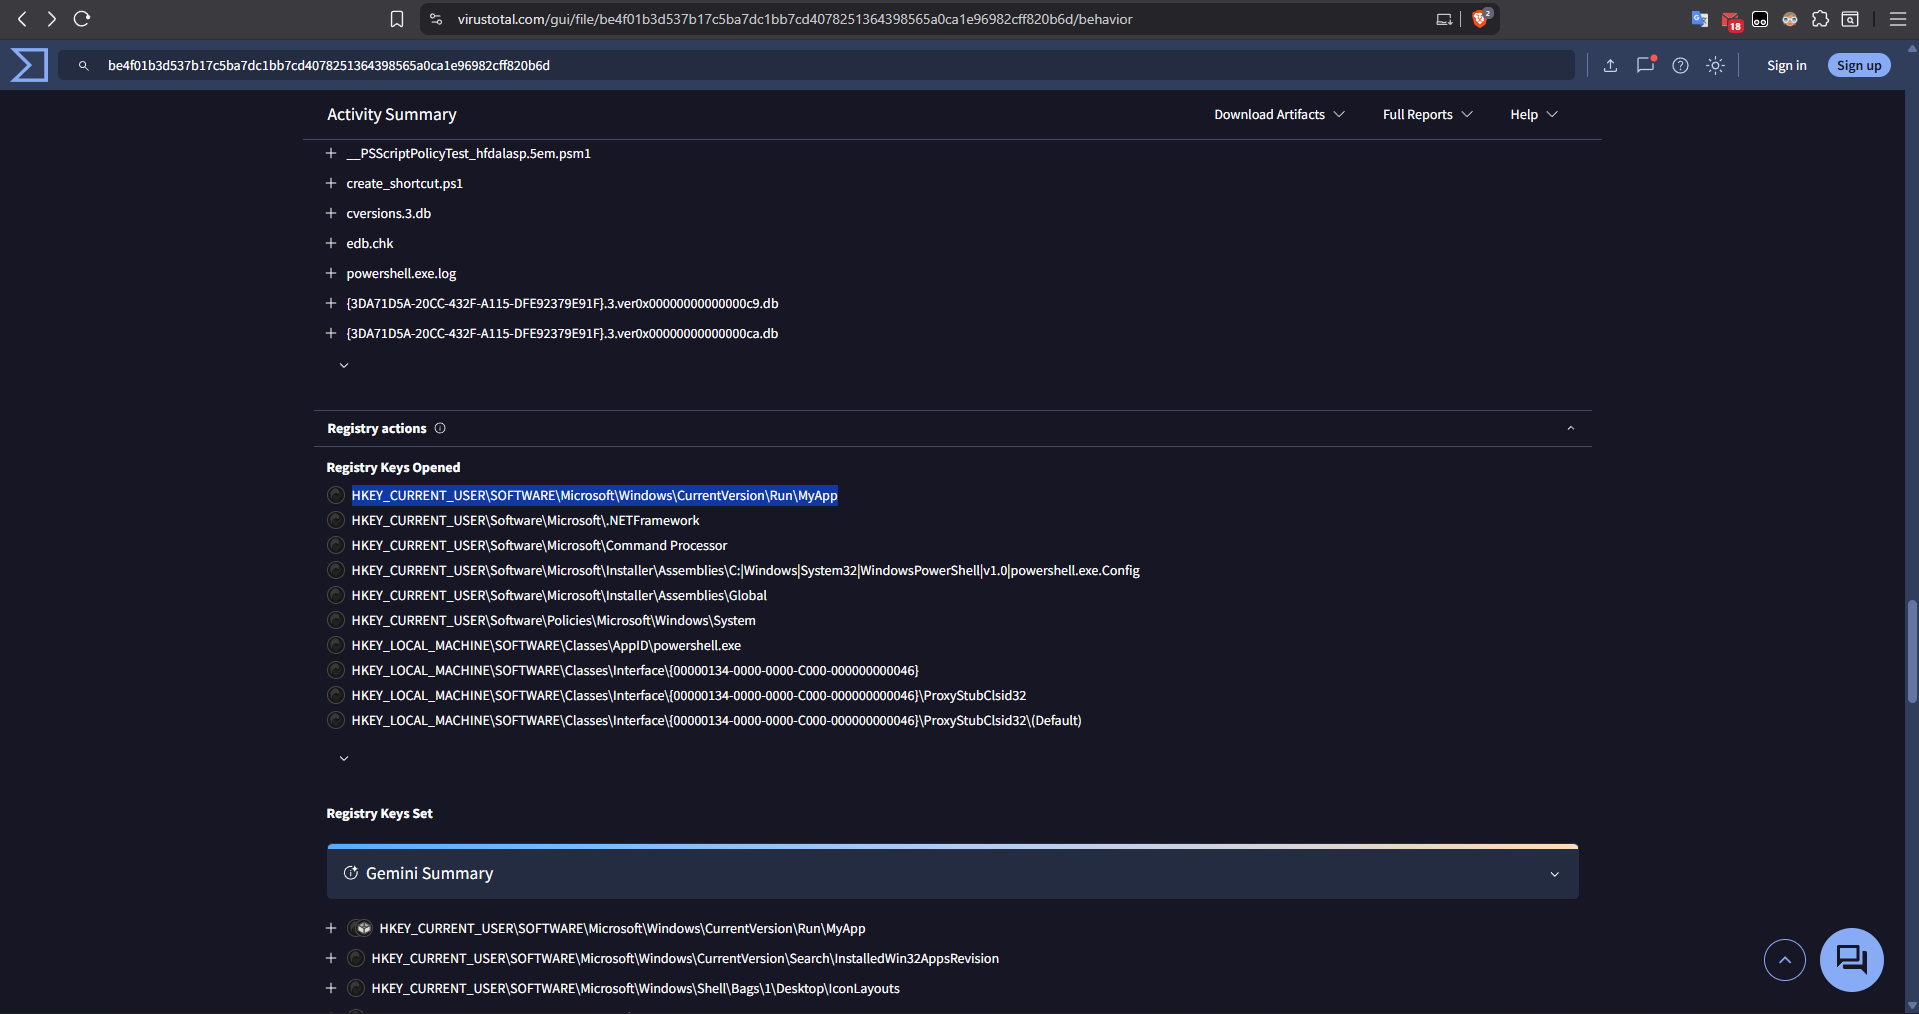 virustotal.com/gui/file/be4f01b3d537b17c5ba7dc1bb7cd4078251364398565a0ca1e96982cff820b6d/behavior
2
18
be4f01b3d537b17c5ba7dc1bb7cd4078251364398565a0ca1e96982cff820b6d
Sign in
Sign up
Activity Summary
Download Artifacts
Full Reports
Help
__PSScriptPolicyTest_hfdalasp.5em.psm1
create_shortcut.ps1
cversions.3.db
edb.chk
powershell.exe.log
{3DA71D5A-20CC-432F-A115-DFE92379E91F}.3.ver0x00000000000000c9.db
{3DA71D5A-20CC-432F-A115-DFE92379E91F}.3.ver0x00000000000000ca.db
Registry actions
Registry Keys Opened
HKEY_CURRENT_USER\SOFTWARE\Microsoft\Windows\CurrentVersion\Run\MyApp
HKEY_CURRENT_USER\Software\Microsoft\.NETFramework
HKEY_CURRENT_USER\Software\Microsoft\Command Processor
HKEY_CURRENT_USER\Software\Microsoft\Installer\Assemblies\C:|Windows|System32|WindowsPowerShell|v1.0|powershell.exe.Config
HKEY_CURRENT_USER\Software\Microsoft\Installer\Assemblies\Global
HKEY_CURRENT_USER\Software\Policies\Microsoft\Windows\System
HKEY_LOCAL_MACHINE\SOFTWARE\Classes\AppID\powershell.exe
HKEY_LOCAL_MACHINE\SOFTWARE\Classes\Interface\{00000134-0000-0000-C000-000000000046}
HKEY_LOCAL_MACHINE\SOFTWARE\Classes\Interface\{00000134-0000-0000-C000-000000000046}\ProxyStubClsid32
HKEY_LOCAL_MACHINE\SOFTWARE\Classes\Interface\{00000134-0000-0000-C000-000000000046}\ProxyStubClsid32\(Default)
Registry Keys Set
Gemini Summary
HKEY_CURRENT_USER\SOFTWARE\Microsoft\Windows\CurrentVersion\Run\MyApp
HKEY_CURRENT_USER\SOFTWARE\Microsoft\Windows\CurrentVersion\Search\InstalledWin32AppsRevision
HKEY_CURRENT_USER\SOFTWARE\Microsoft\Windows\Shell\Bags\1\Desktop\IconLayouts